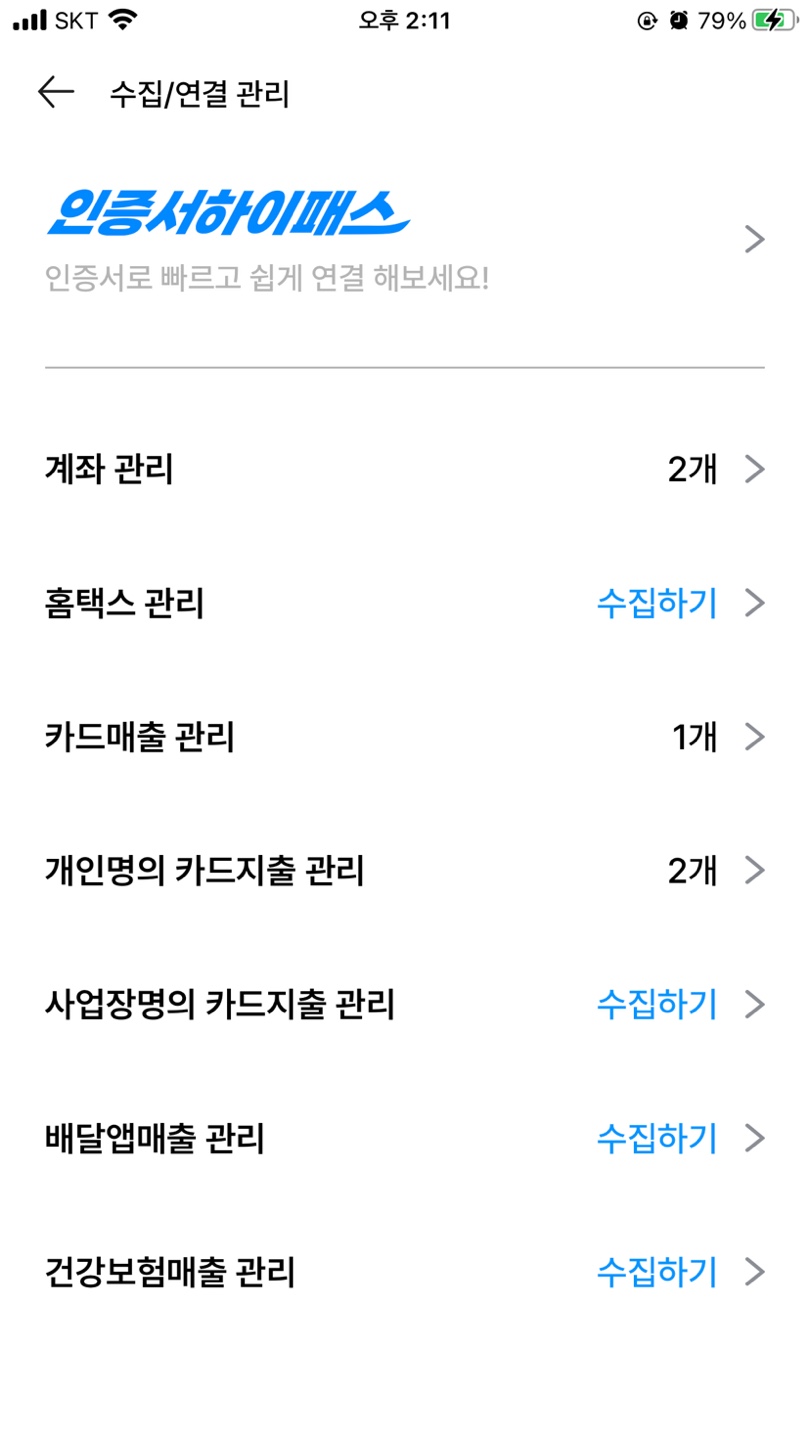 SKT 오후 2:11 79%
수집/연결 관리
인증서하이패스
인증서로 빠르고 쉽게 연결 해보세요!
계좌 관리 2개
홈택스 관리 수집하기
카드매출 관리 1개
개인명의 카드지출 관리 2개
사업장명의 카드지출 관리 수집하기
배달앱매출 관리 수집하기
건강보험매출 관리 수집하기